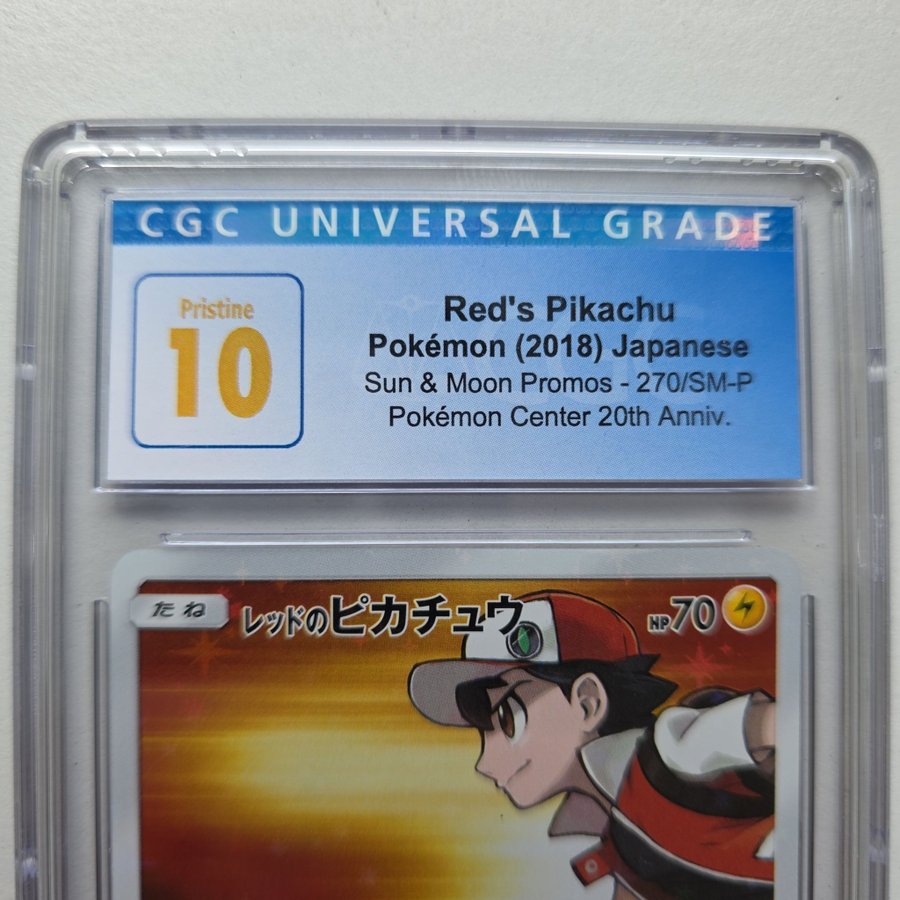 CGC UNIVERSAL GRADE
Pristine
10
Red's Pikachu
Pokémon (2018) Japanese
Sun & Moon Promos - 270/SM-P
Pokémon Center 20th Anniv.
たね レッドのピカチュウ HP70